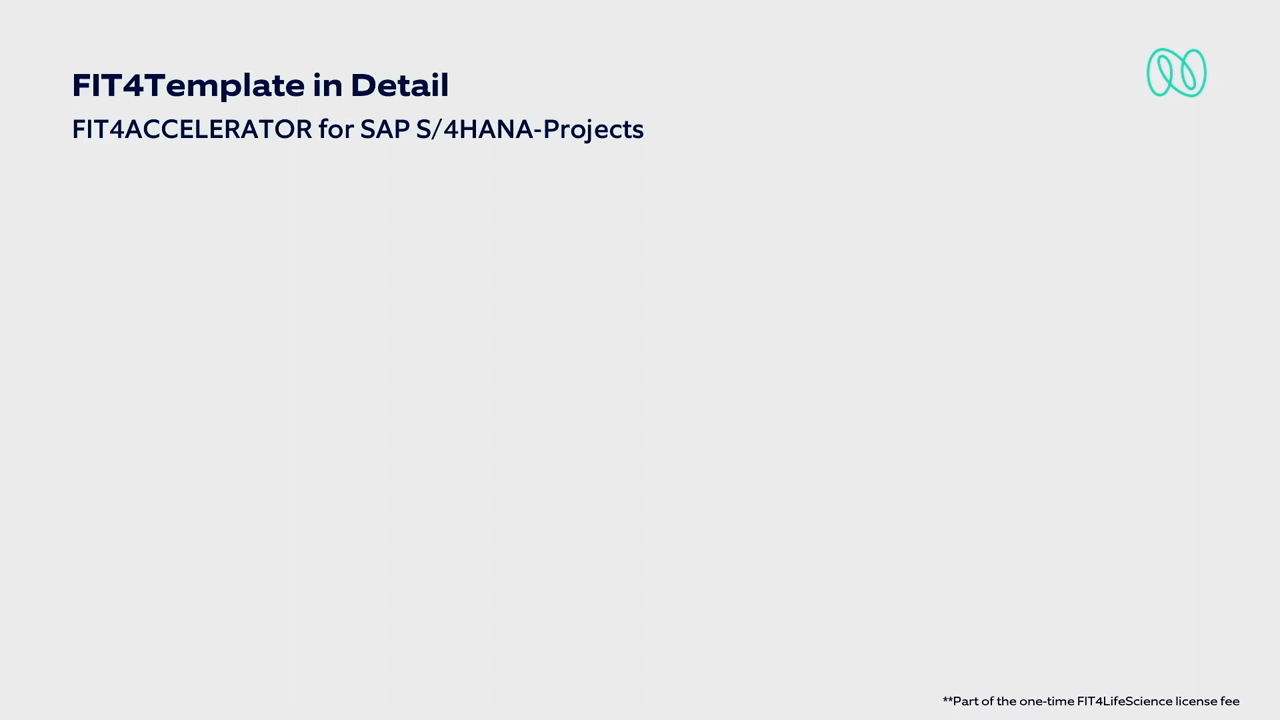 FIT4Template in Detail
FIT4ACCELERATOR for SAP S/4HANA-Projects
**Part of the one-time FIT4LifeScience license fee